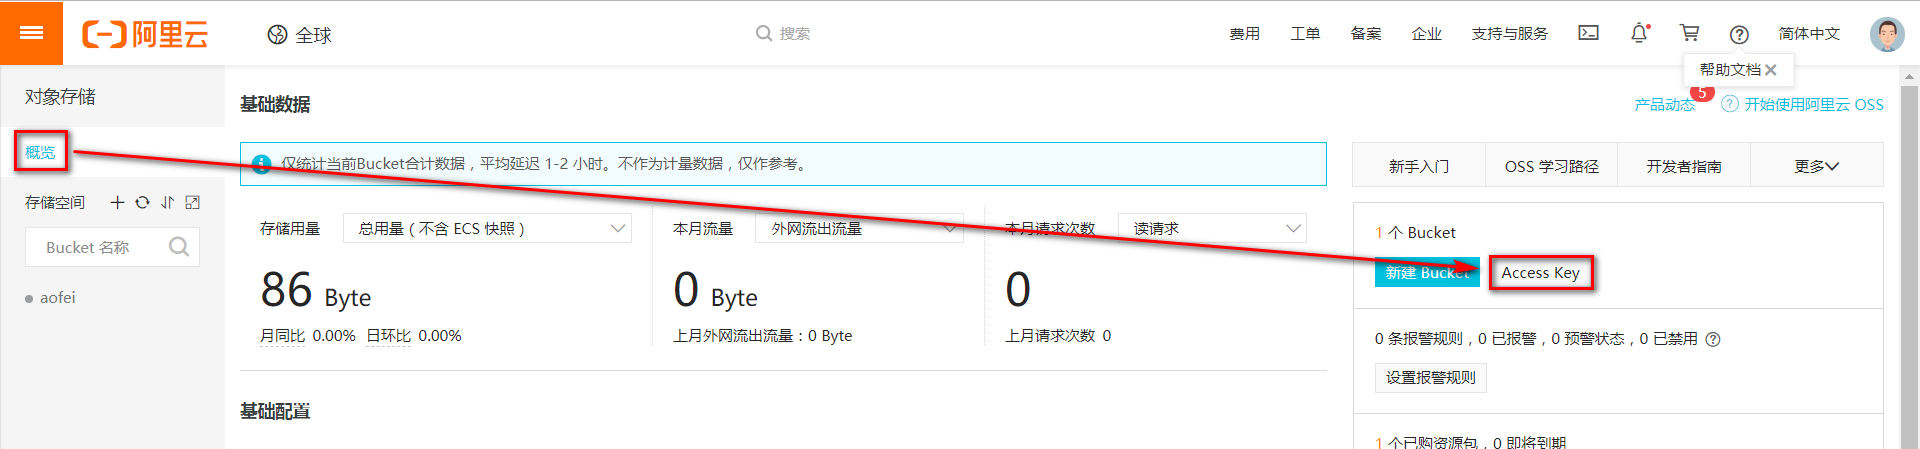 阿里云
全球
搜索
费用 工单 备案 企业 支持与服务 简体中文
帮助文档
对象存储
概览
存储空间
Bucket 名称
aofei
基础数据
产品动态 5 开始使用阿里云 OSS
仅统计当前Bucket合计数据，平均延迟 1-2 小时。不作为计量数据，仅作参考。
存储用量 总用量（不含 ECS 快照） 本月流量 外网流出流量 本月请求次数 读请求
86 Byte 0 Byte 0
月同比 0.00% 日环比 0.00% 上月外网流出流量：0 Byte 上月请求次数 0
基础配置
新手入门 OSS 学习路径 开发者指南 更多
1 个 Bucket
新建 Bucket Access Key
0 条报警规则，0 已报警，0 预警状态，0 已禁用
设置报警规则
1 个已购资源包，0 即将到期